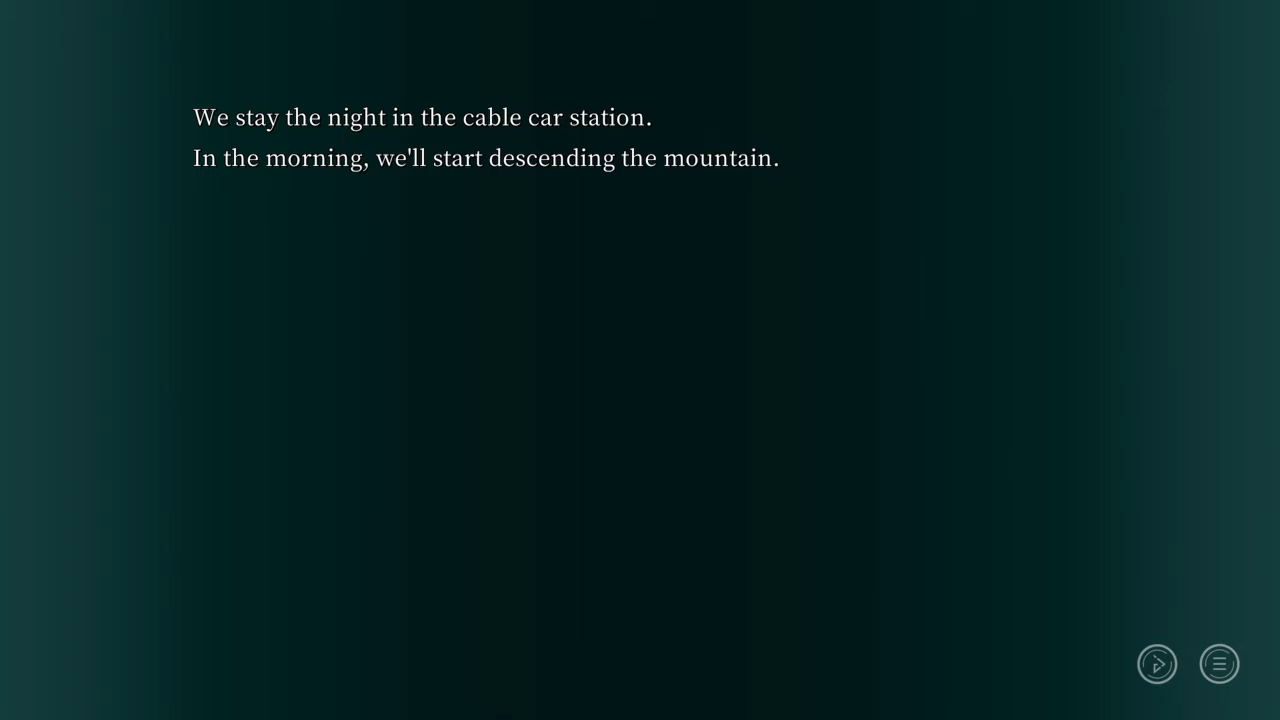 We stay the night in the cable car station.
In the morning, we'll start descending the mountain.